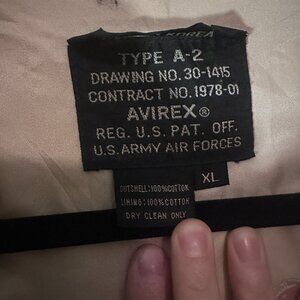 KOREA
TYPE A-2
DRAWING NO. 30-1415
CONTRACT NO. 1978-01
AVIREX®
REG. U.S. PAT. OFF.
U.S. ARMY AIR FORCES
XL
OUTSHELL: 100% COTTON
LINING: 100% COTTON
DRY CLEAN ONLY